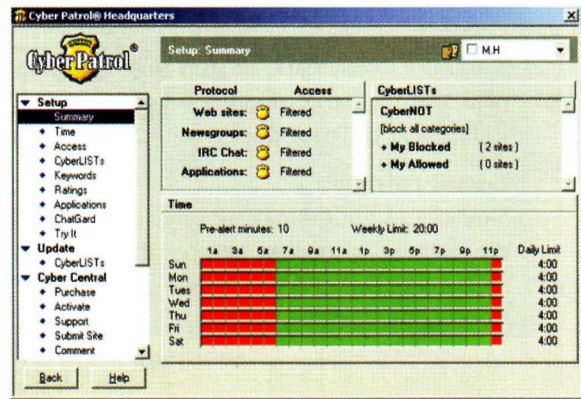 Cyber Patrol® Headquarters
CyberPatrol®
Setup: Summary
M.H
Setup
Summary
Time
Access
CyberLISTs
Keywords
Ratings
Applications
ChatGard
Try It
Update
CyberLISTs
Cyber Central
Purchase
Activate
Support
Submit Site
Comment
Back Help
Protocol Access
Web sites: Filtered
Newsgroups: Filtered
IRC Chat: Filtered
Applications: Filtered
CyberLISTs
CyberNOT
[block all categories]
+ My Blocked ( 2 sites )
+ My Allowed ( 0 sites )
Time
Pre-alert minutes: 10 Weekly Limit: 20:00
1a 3a 5a 7a 9a 11a 1p 3p 5p 7p 9p 11p Daily Limit
Sun 4:00
Mon 4:00
Tues 4:00
Wed 4:00
Thu 4:00
Fri 4:00
Sat 4:00